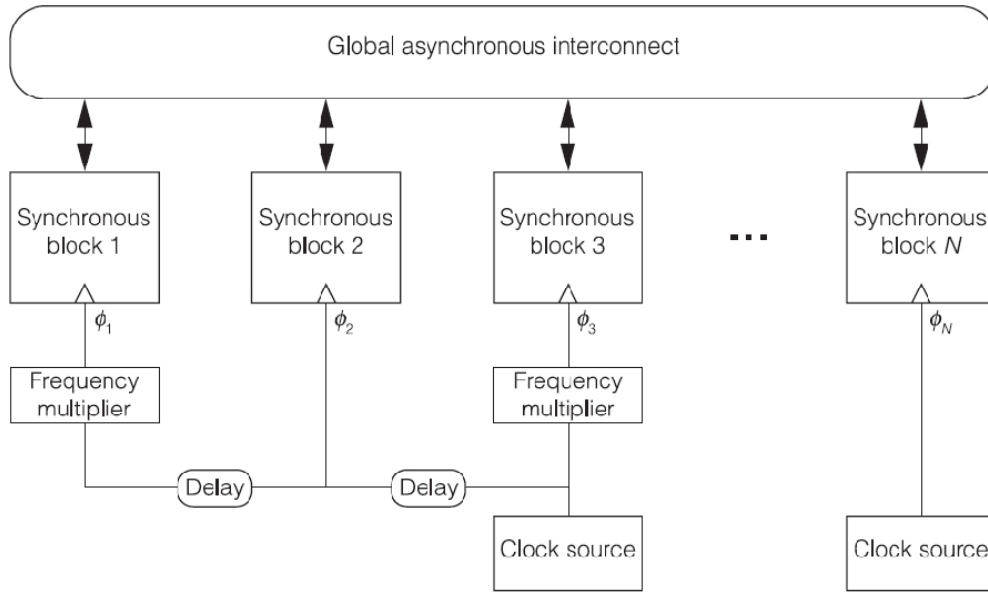 Global asynchronous interconnect
Synchronous
block 1
Synchronous
block 2
Synchronous
block 3
...
Synchronous
block N
ϕ1
ϕ2
ϕ3
ϕN
Frequency
multiplier
Frequency
multiplier
Delay
Delay
Clock source
Clock source